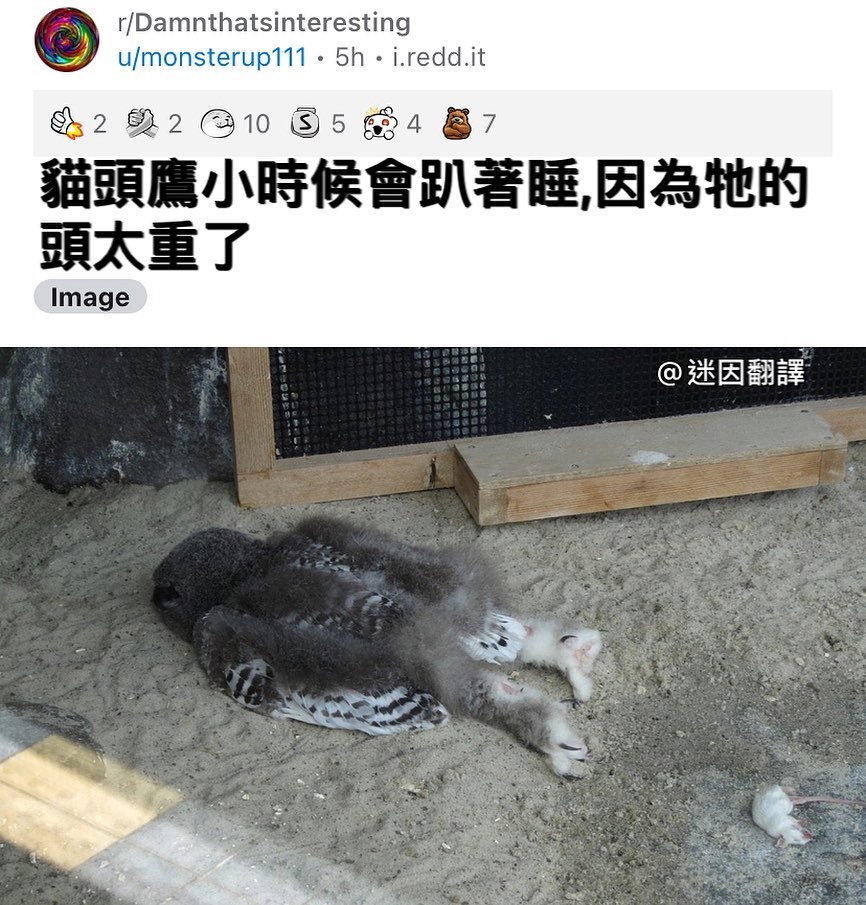 r/Damnthatsinteresting
u/monsterup111 • 5h • i.redd.it
2 2 10 S 5 4 7
貓頭鷹小時候會趴著睡,因為牠的
頭太重了
Image
@迷因翻譯